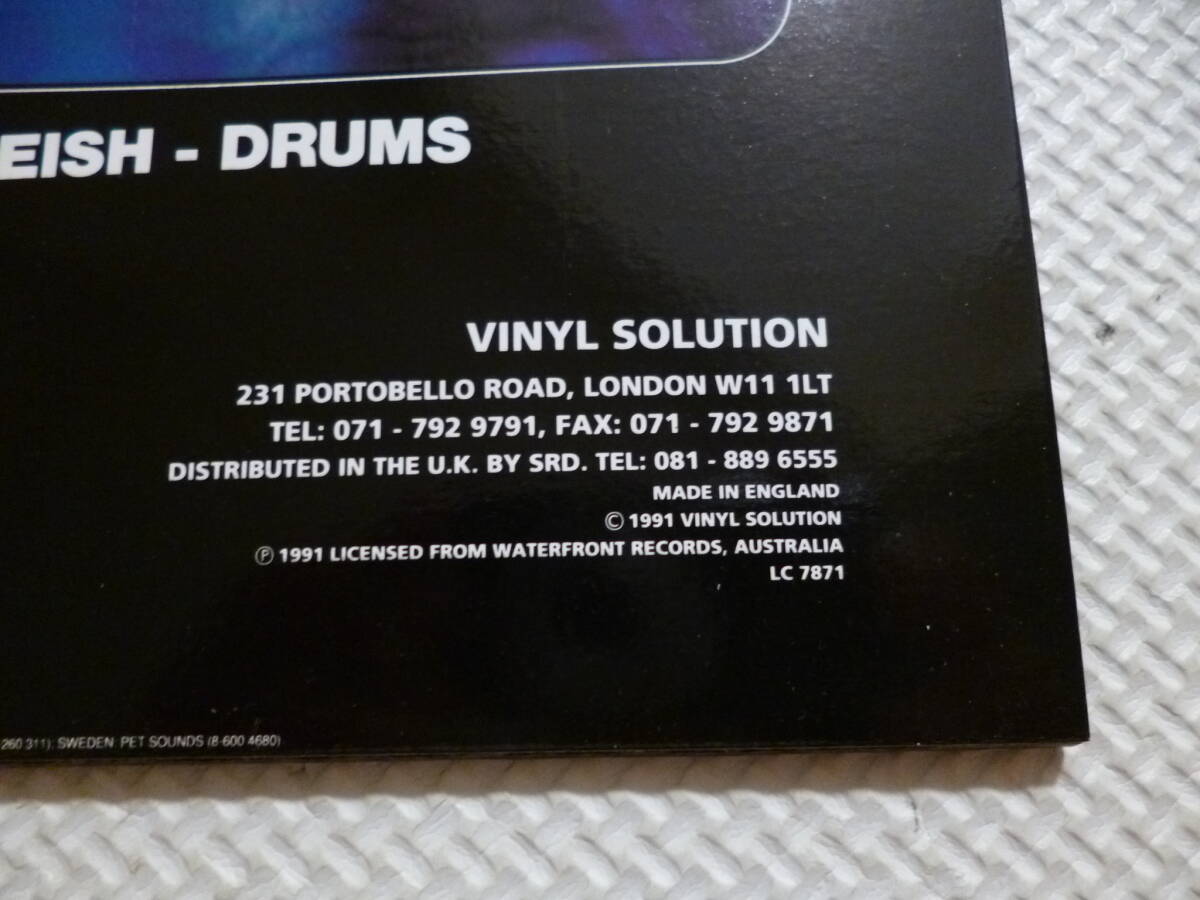 EISH - DRUMS
VINYL SOLUTION
231 PORTOBELLO ROAD, LONDON W11 1LT
TEL: 071 - 792 9791, FAX: 071 - 792 9871
DISTRIBUTED IN THE U.K. BY SRD. TEL: 081 - 889 6555
MADE IN ENGLAND
© 1991 VINYL SOLUTION
℗ 1991 LICENSED FROM WATERFRONT RECORDS, AUSTRALIA
LC 7871
260 311); SWEDEN: PET SOUNDS (8-600 4680)